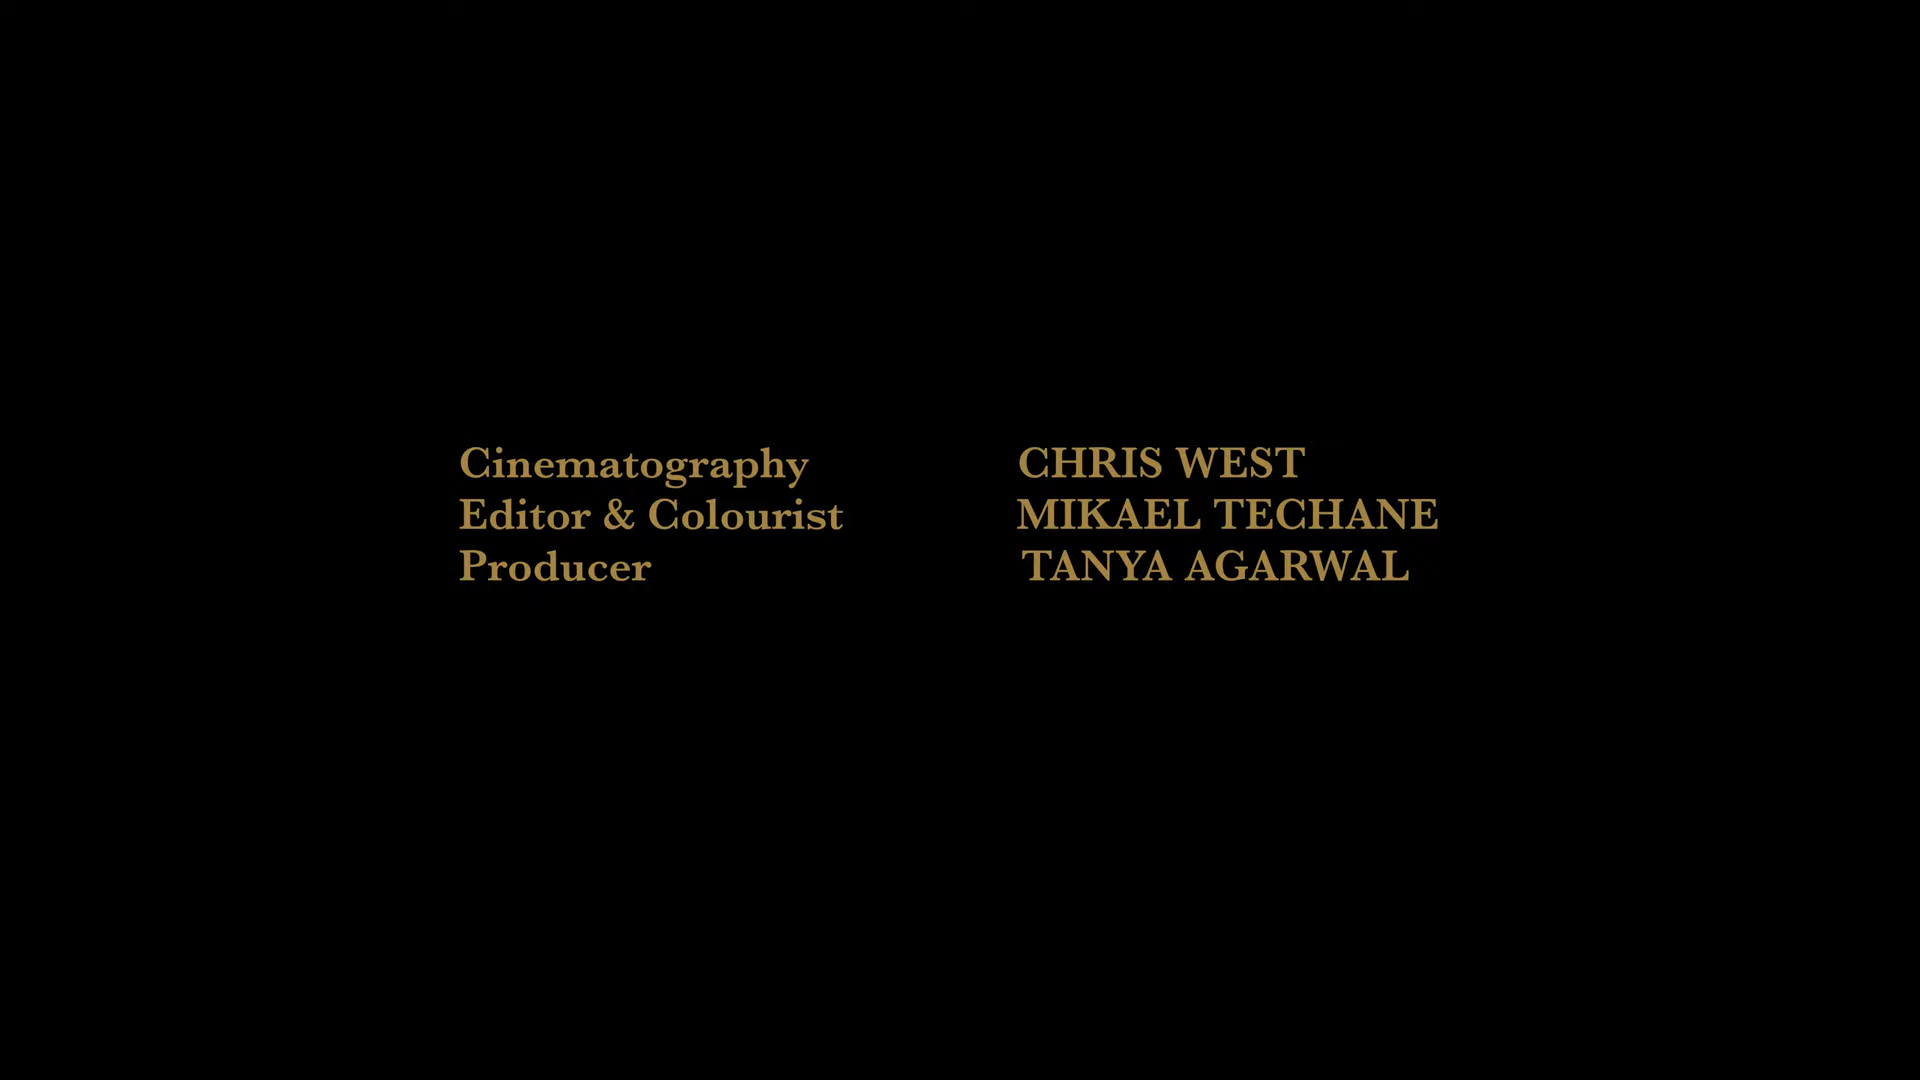 Cinematography CHRIS WEST
Editor & Colourist MIKAEL TECHANE
Producer TANYA AGARWAL